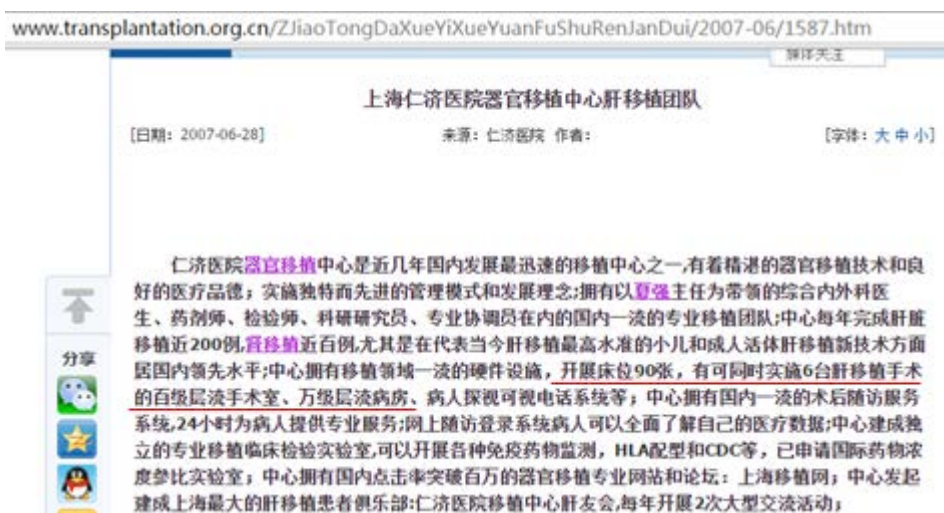 www.transplantation.org.cn/ZJiaoTongDaXueYiXueYuanFuShuRenJanDui/2007-06/1587.htm
媒体关注
上海仁济医院器官移植中心肝移植团队
[日期：2007-06-28] 来源：仁济医院 作者： [字体：大 中 小]
仁济医院器官移植中心是近几年国内发展最迅速的移植中心之一,有着精湛的器官移植技术和良
好的医疗品德；实施独特而先进的管理模式和发展理念;拥有以夏强主任为带领的综合内外科医
生、药剂师、检验师、科研研究员、专业协调员在内的国内一流的专业移植团队;中心每年完成肝脏
移植近200例,肾移植近百例,尤其是在代表当今肝移植最高水准的小儿和成人活体肝移植新技术方面
居国内领先水平;中心拥有移植领域一流的硬件设施，开展床位90张，有可同时实施6台肝移植手术
的百级层流手术室、万级层流病房、病人探视可视电话系统等；中心拥有国内一流的术后随访服务
系统,24小时为病人提供专业服务;网上随访登录系统病人可以全面了解自己的医疗数据;中心建成独
立的专业移植临床检验实验室,可以开展各种免疫药物监测，HLA配型和CDC等，已申请国际药物浓
度参比实验室；中心拥有国内点击率突破百万的器官移植专业网站和论坛：上海移植网；中心发起
建成上海最大的肝移植患者俱乐部:仁济医院移植中心肝友会,每年开展2次大型交流活动；
分享